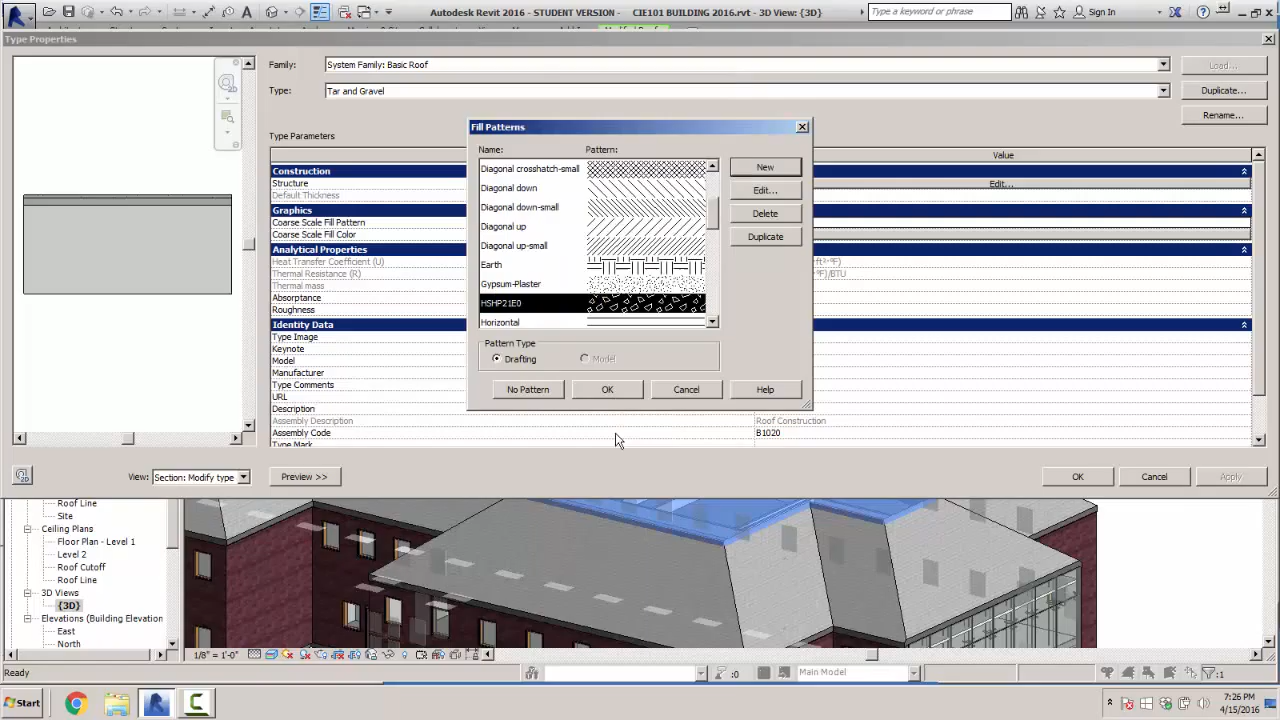 Autodesk Revit 2016 - STUDENT VERSION - CIE101 BUILDING 2016.rvt - 3D View: {3D}
Type a keyword or phrase
Sign In
Type Properties
Family:
System Family: Basic Roof
Load...
Type:
Tar and Gravel
Duplicate...
Rename...
Type Parameters
Value
Construction
Structure
Edit...
Default Thickness
Graphics
Coarse Scale Fill Pattern
Coarse Scale Fill Color
Analytical Properties
Heat Transfer Coefficient (U)
Thermal Resistance (R)
Thermal mass
Absorptance
Roughness
Identity Data
Type Image
Keynote
Model
Manufacturer
Type Comments
URL
Description
Assembly Description
Roof Construction
Assembly Code
B1020
Type Mark
Fill Patterns
Name:
Pattern:
Diagonal crosshatch-small
Diagonal down
Diagonal down-small
Diagonal up
Diagonal up-small
Earth
Gypsum-Plaster
HSHP21E0
Horizontal
New
Edit...
Delete
Duplicate
Pattern Type
Drafting
Model
No Pattern
OK
Cancel
Help
View:
Section: Modify type
Preview >>
OK
Cancel
Apply
Roof Line
Site
Ceiling Plans
Floor Plan - Level 1
Level 2
Roof Cutoff
Roof Line
3D Views
{3D}
Elevations (Building Elevation
East
North
1/8" = 1'-0"
Ready
:0
Main Model
:1
Start
7:26 PM
4/15/2016